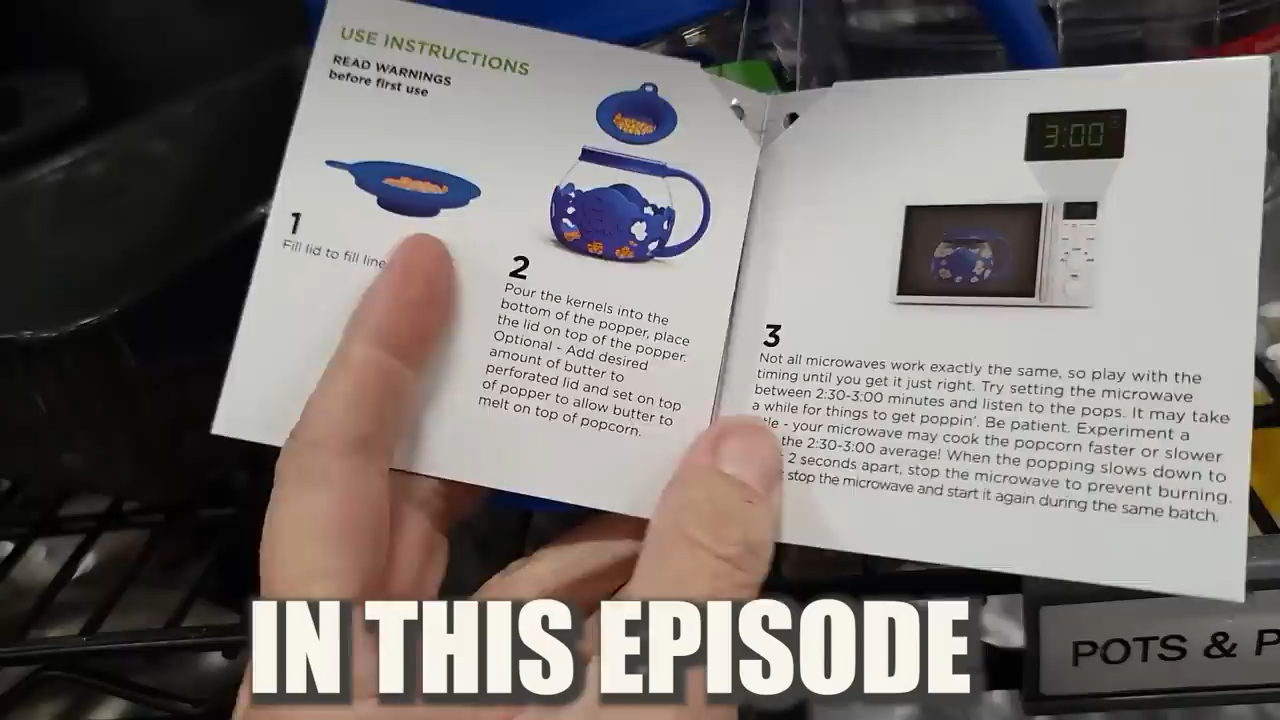 USE INSTRUCTIONS
READ WARNINGS
before first use
1
Fill lid to fill line
2
Pour the kernels into the
bottom of the popper, place
the lid on top of the popper.
Optional - Add desired
amount of butter to
perforated lid and set on top
of popper to allow butter to
melt on top of popcorn.
3:00
3
Not all microwaves work exactly the same, so play with the
timing until you get it just right. Try setting the microwave
between 2:30-3:00 minutes and listen to the pops. It may take
a while for things to get poppin'. Be patient. Experiment a
- your microwave may cook the popcorn faster or slower
the 2:30-3:00 average! When the popping slows down to
2 seconds apart, stop the microwave to prevent burning.
stop the microwave and start it again during the same batch.
IN THIS EPISODE
POTS & P